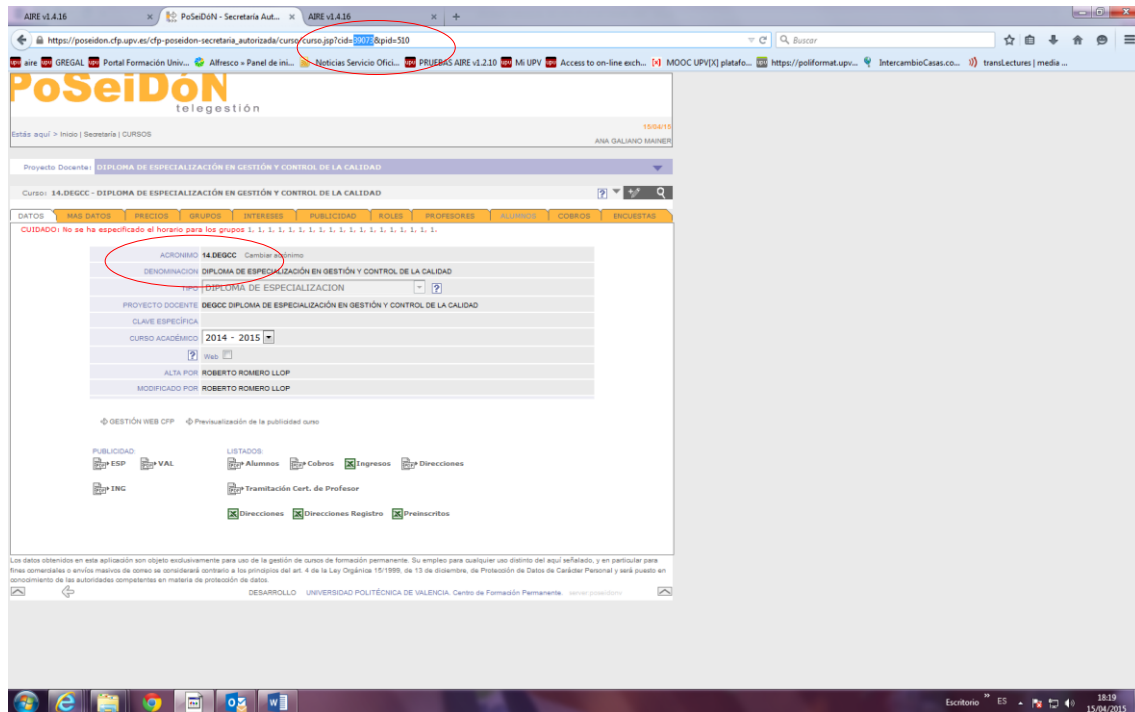 AIRE v1.4.16 × PoSeiDóN - Secretaría Aut... × AIRE v1.4.16 × +
https://poseidon.cfp.upv.es/cfp-poseidon-secretaria_autorizada/curso/curso.jsp?cid=39077&pid=510 Buscar
aire GREGAL Portal Formación Univ... Alfresco » Panel de ini... Noticias Servicio Ofici... PRUEBAS AIRE v1.2.10 Mi UPV Access to on-line exch... MOOC UPV[X] platafo... https://poliformat.upv... IntercambioCasas.co... transLectures | media ...
PoSeiDóN
telegestión
15/04/15
Estás aquí > Inicio | Secretaría | CURSOS
ANA GALIANO MAINER
Proyecto Docente: DIPLOMA DE ESPECIALIZACIÓN EN GESTIÓN Y CONTROL DE LA CALIDAD
Curso: 14.DEGCC - DIPLOMA DE ESPECIALIZACIÓN EN GESTIÓN Y CONTROL DE LA CALIDAD ?
DATOS MAS DATOS PRECIOS GRUPOS INTERESES PUBLICIDAD ROLES PROFESORES ALUMNOS COBROS ENCUESTAS
CUIDADO: No se ha especificado el horario para los grupos 1, 1, 1, 1, 1, 1, 1, 1, 1, 1, 1, 1, 1, 1, 1, 1, 1, 1, 1.
ACRONIMO 14.DEGCC Cambiar acrónimo
DENOMINACION DIPLOMA DE ESPECIALIZACIÓN EN GESTIÓN Y CONTROL DE LA CALIDAD
TIPO DIPLOMA DE ESPECIALIZACION ?
PROYECTO DOCENTE DEGCC DIPLOMA DE ESPECIALIZACIÓN EN GESTIÓN Y CONTROL DE LA CALIDAD
CLAVE ESPECÍFICA
CURSO ACADÉMICO 2014 - 2015
? Web
ALTA POR ROBERTO ROMERO LLOP
MODIFICADO POR ROBERTO ROMERO LLOP
GESTIÓN WEB CFP Previsualización de la publicidad curso
PUBLICIDAD: LISTADOS:
ESP VAL Alumnos Cobros Ingresos Direcciones
ING Tramitación Cert. de Profesor
Direcciones Direcciones Registro Preinscritos
Los datos obtenidos en esta aplicación son objeto exclusivamente para uso de la gestión de cursos de formación permanente. Su empleo para cualquier uso distinto del aquí señalado, y en particular para
fines comerciales o envíos masivos de correo se considerará contrario a los principios del art. 4 de la Ley Orgánica 15/1999, de 13 de diciembre, de Protección de Datos de Carácter Personal y será puesto en
conocimiento de las autoridades competentes en materia de protección de datos.
DESARROLLO UNIVERSIDAD POLITÉCNICA DE VALENCIA. Centro de Formación Permanente.
Escritorio » ES 18:19
15/04/2015